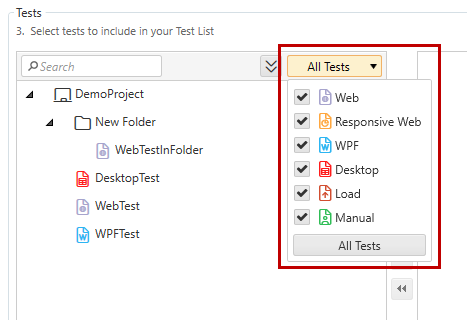 Tests
3. Select tests to include in your Test List
Search
All Tests
DemoProject
New Folder
WebTestInFolder
DesktopTest
WebTest
WPFTest
Web
Responsive Web
WPF
Desktop
Load
Manual
All Tests